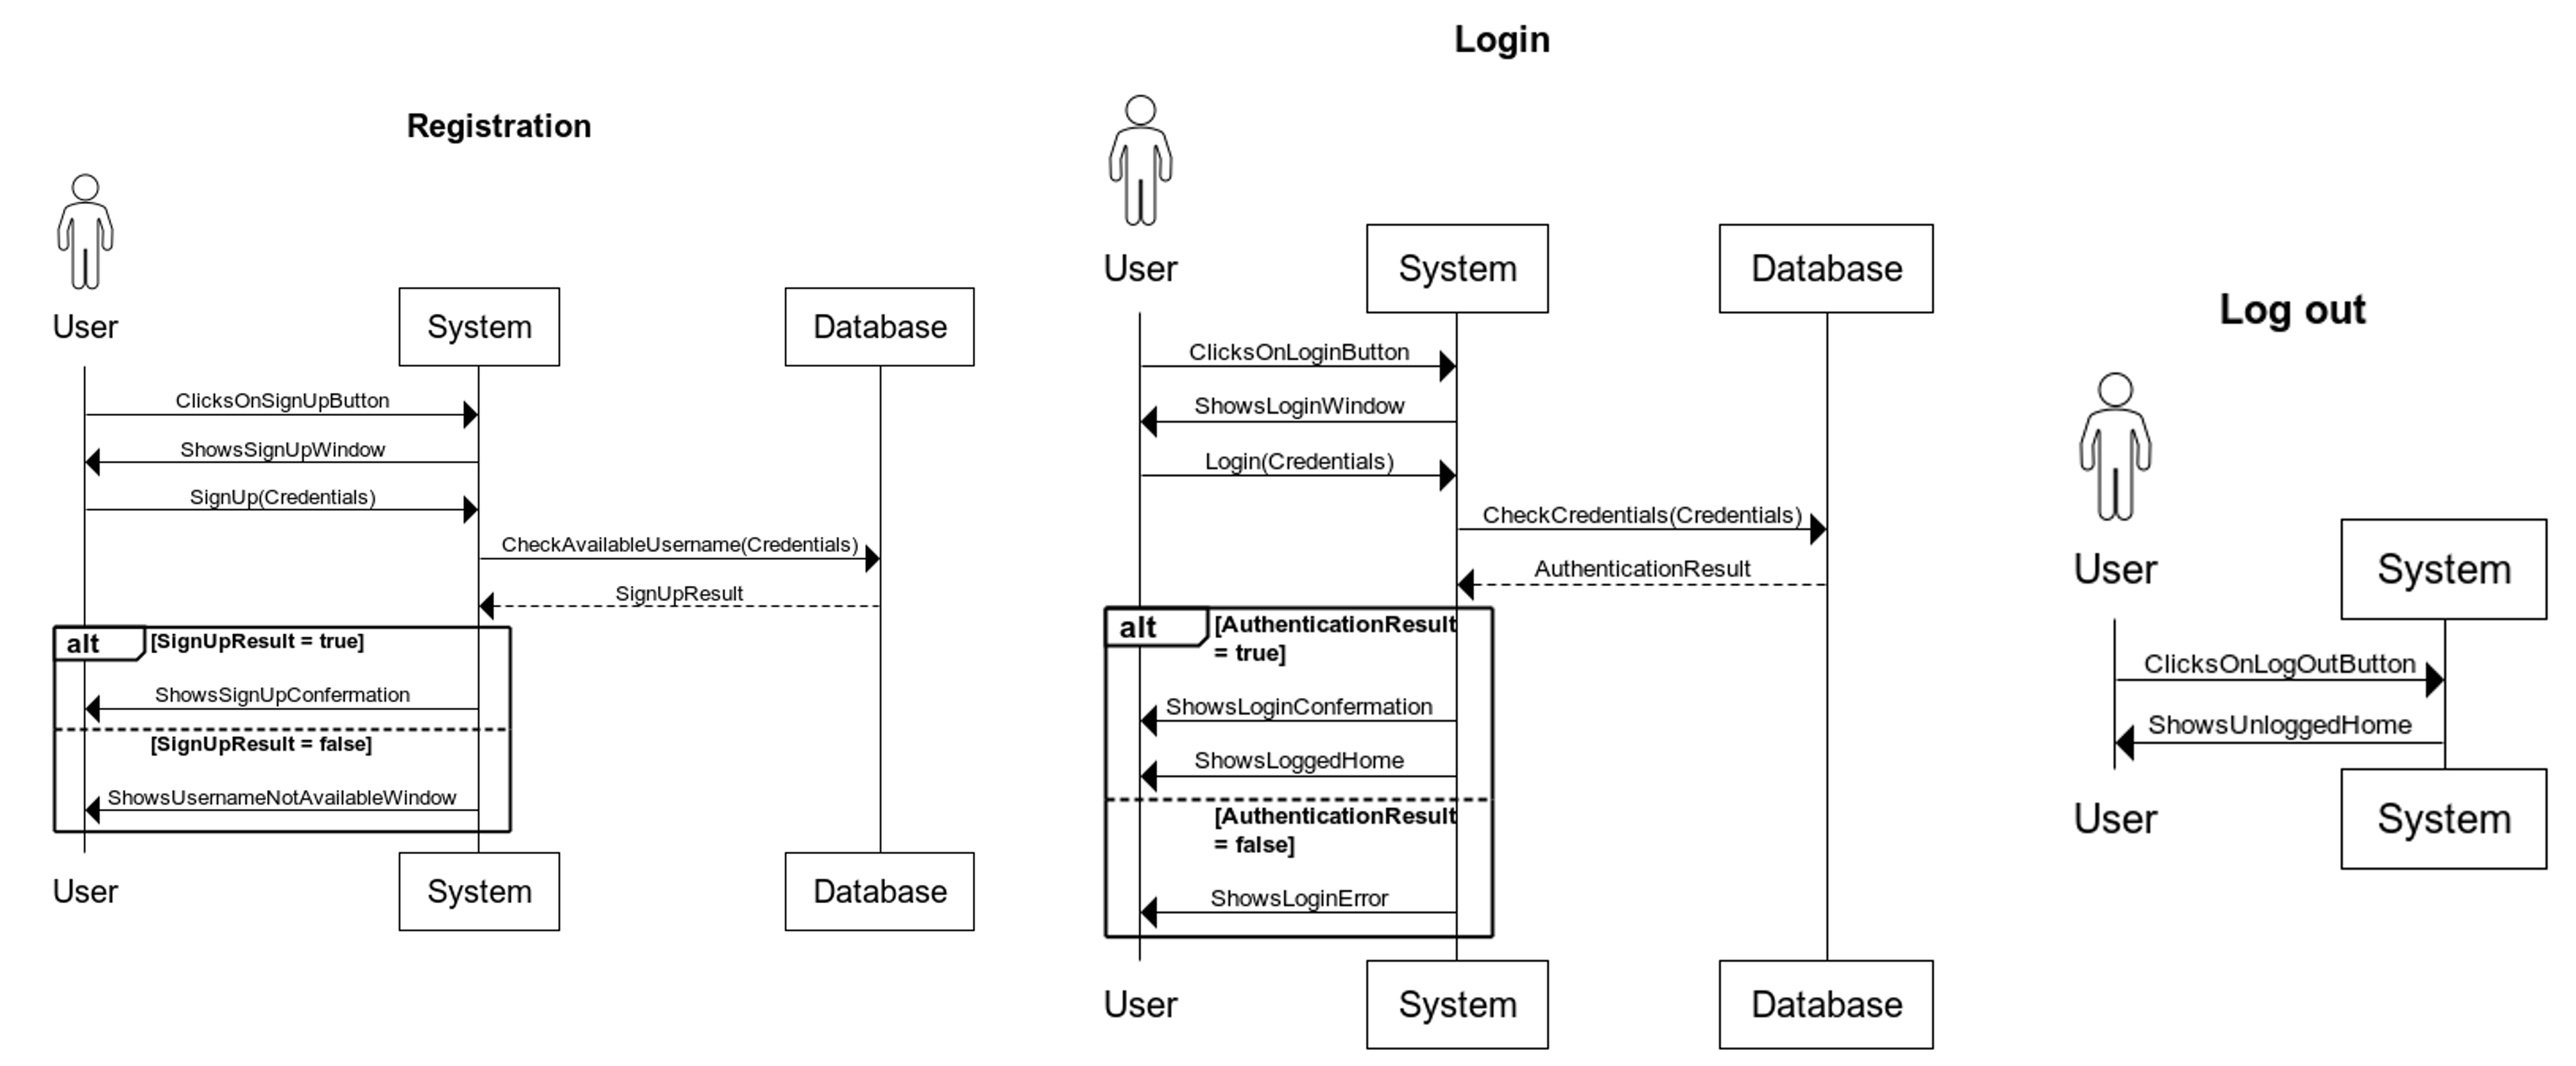 Registration
User
System
Database
ClicksOnSignUpButton
ShowsSignUpWindow
SignUp(Credentials)
CheckAvailableUsername(Credentials)
SignUpResult
alt
[SignUpResult = true]
ShowsSignUpConfermation
[SignUpResult = false]
ShowsUsernameNotAvailableWindow
User
System
Database
Login
User
System
Database
ClicksOnLoginButton
ShowsLoginWindow
Login(Credentials)
CheckCredentials(Credentials)
AuthenticationResult
alt
[AuthenticationResult
= true]
ShowsLoginConfermation
ShowsLoggedHome
[AuthenticationResult
= false]
ShowsLoginError
User
System
Database
Log out
User
System
ClicksOnLogOutButton
ShowsUnloggedHome
User
System